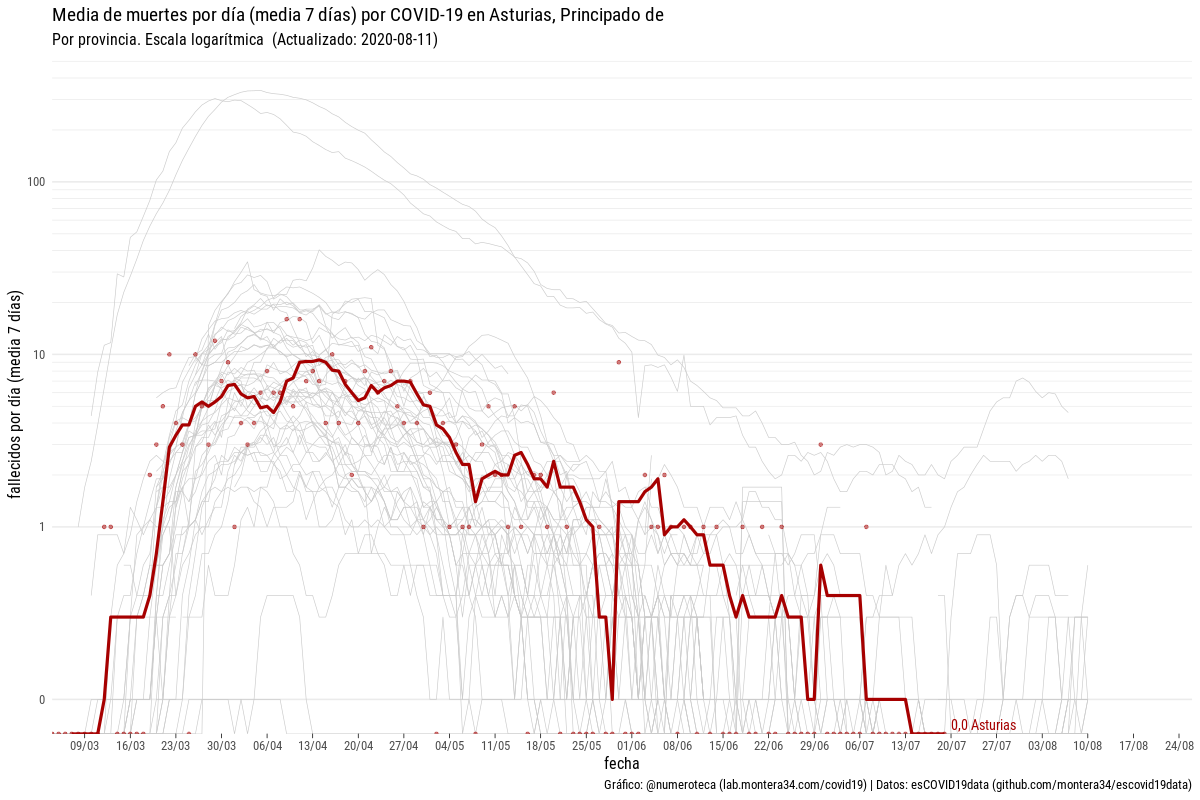 Media de muertes por día (media 7 días) por COVID-19 en Asturias, Principado de
Por provincia. Escala logarítmica  (Actualizado: 2020-08-11)
fallecidos por día (media  7 días)
100
10
1
0
0,0 Asturias
09/03 16/03 23/03 30/03 06/04 13/04 20/04 27/04 04/05 11/05 18/05 25/05 01/06 08/06 15/06 22/06 29/06 06/07 13/07 20/07 27/07 03/08 10/08 17/08 24/08
fecha
Gráfico: @numeroteca (lab.montera34.com/covid19) | Datos: esCOVID19data (github.com/montera34/escovid19data)